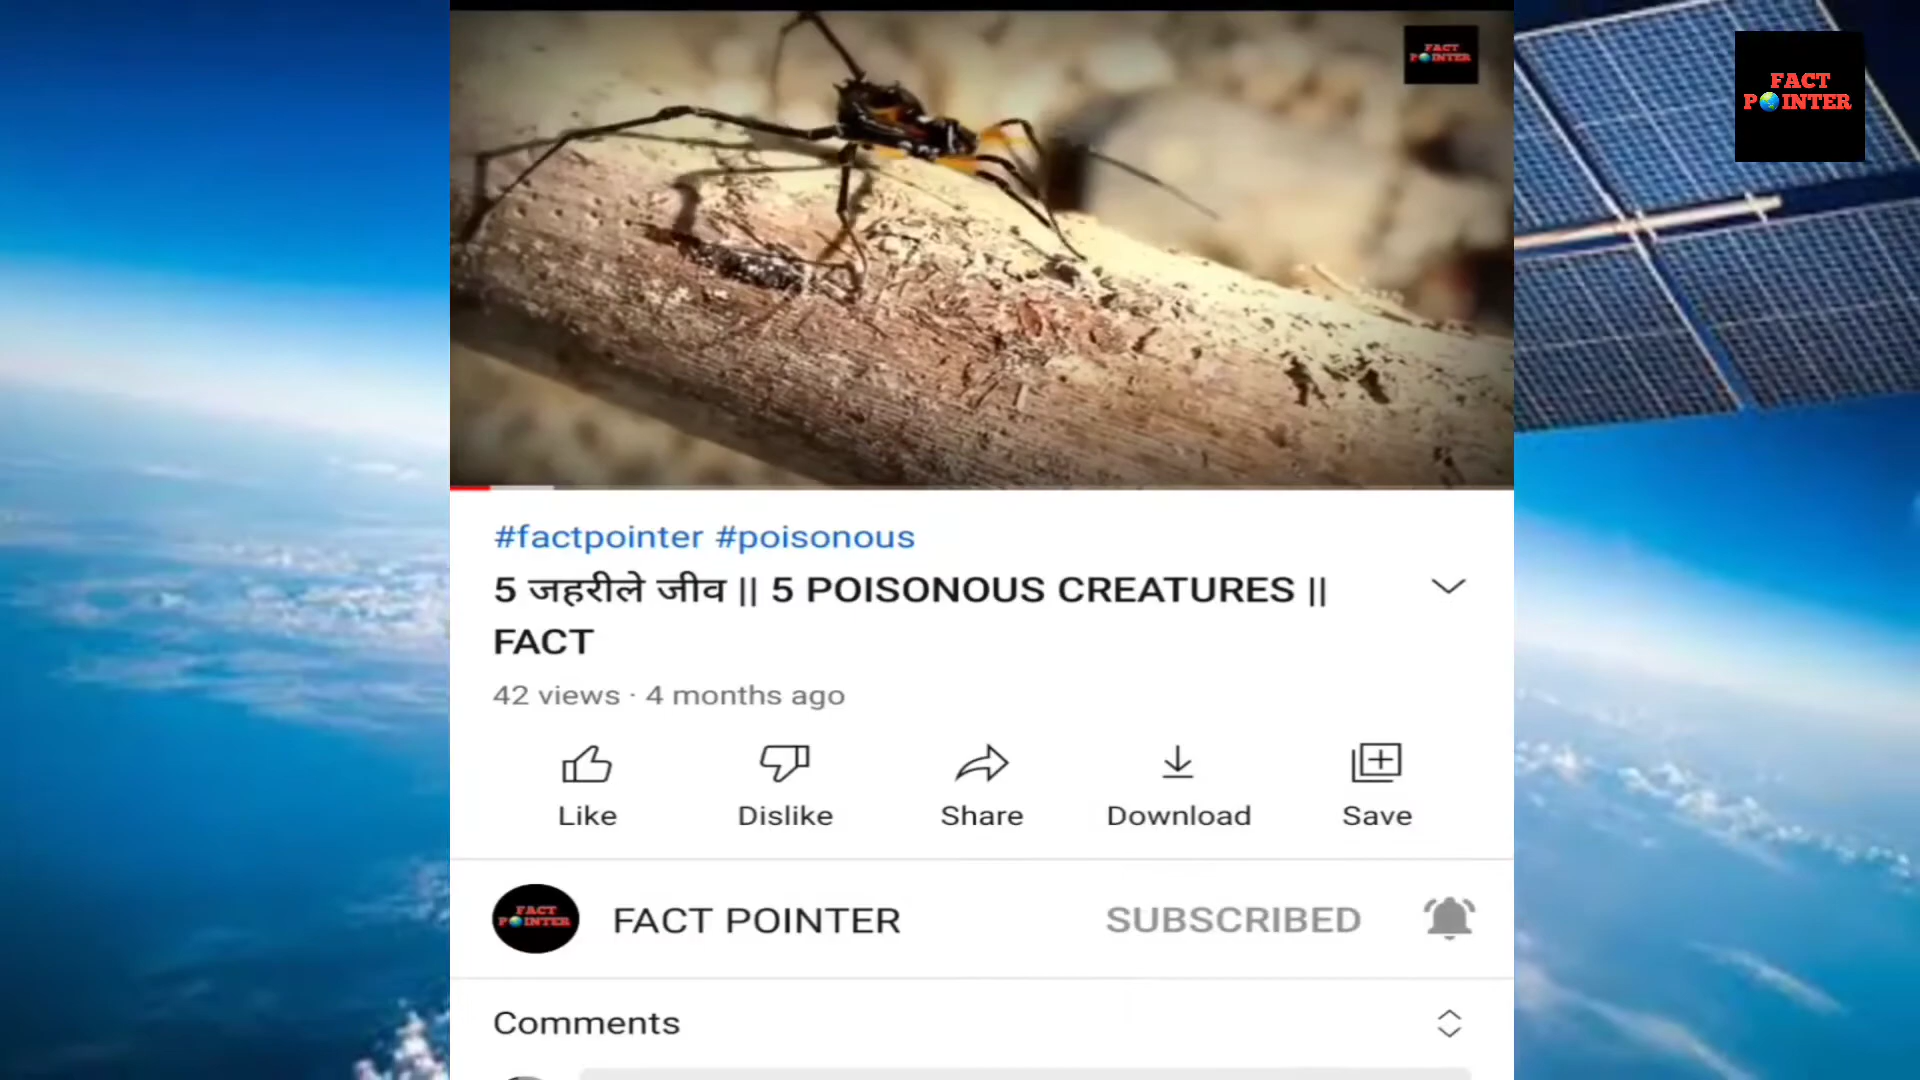 FACT
POINTER
FACT
POINTER
#factpointer #poisonous
5 जहरीले जीव || 5 POISONOUS CREATURES ||
FACT
42 views · 4 months ago
Like Dislike Share Download Save
FACT
POINTER
FACT POINTER SUBSCRIBED
Comments